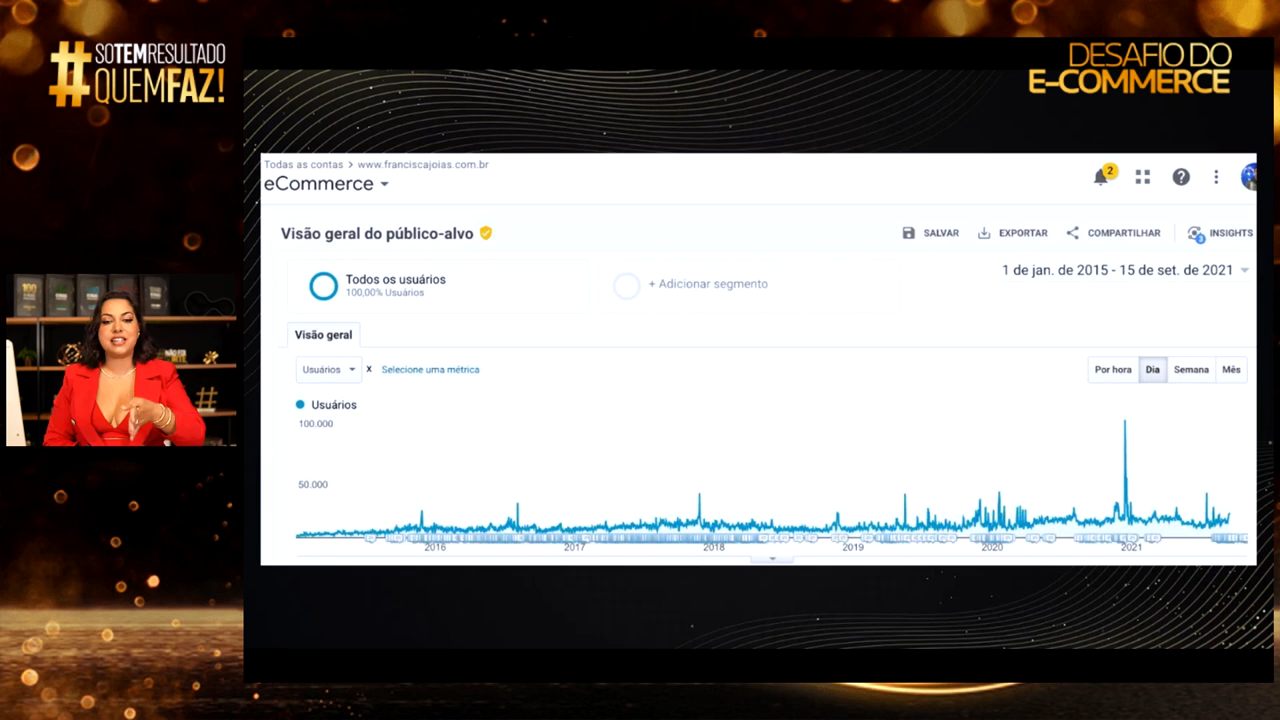 #SOTEMRESULTADO
QUEMFAZ!
DESAFIO DO
E-COMMERCE
Todas as contas > www.franciscajoias.com.br
eCommerce
2
Visão geral do público-alvo
SALVAR
EXPORTAR
COMPARTILHAR
3
INSIGHTS
Todos os usuários
100,00% Usuários
+ Adicionar segmento
1 de jan. de 2015 - 15 de set. de 2021
Visão geral
Usuários x Selecione uma métrica
Por hora Dia Semana Mês
Usuários
100.000
50.000
2016 2017 2018 2019 2020 2021
100
#